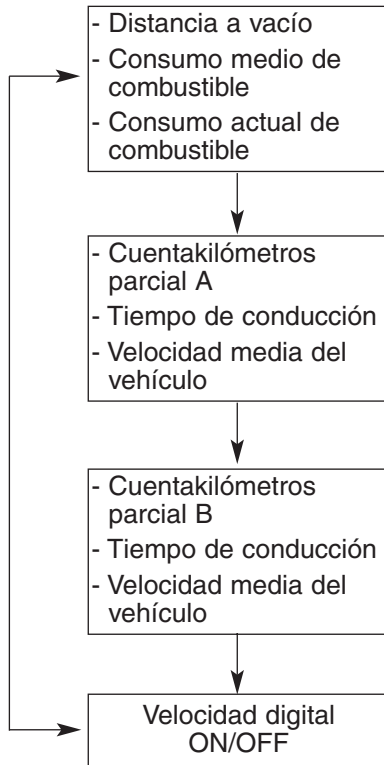 - Distancia a vacío
- Consumo medio de
combustible
- Consumo actual de
combustible
- Cuentakilómetros
parcial A
- Tiempo de conducción
- Velocidad media del
vehículo
- Cuentakilómetros
parcial B
- Tiempo de conducción
- Velocidad media del
vehículo
Velocidad digital
ON/OFF